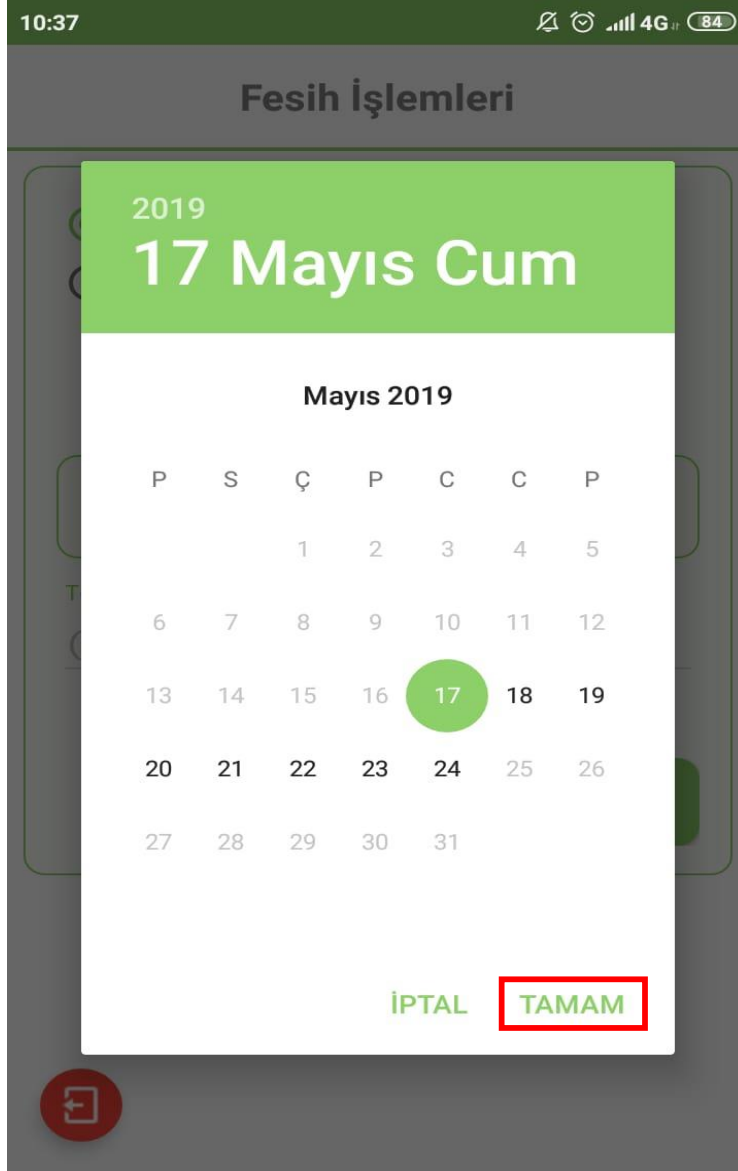 10:37 4G 84
Fesih İşlemleri
2019
17 Mayıs Cum
Mayıs 2019
P S Ç P C C P
1 2 3 4 5
6 7 8 9 10 11 12
13 14 15 16 17 18 19
20 21 22 23 24 25 26
27 28 29 30 31
İPTAL TAMAM